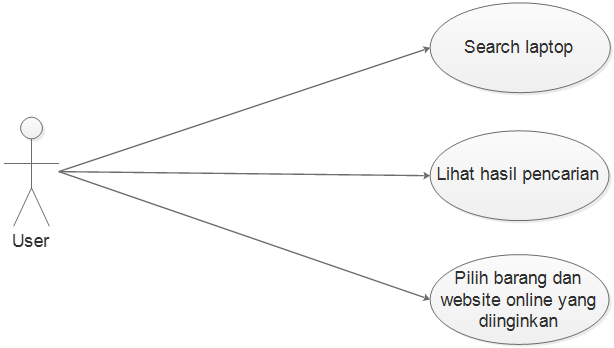 Search laptop
Lihat hasil pencarian
User
Pilih barang dan
website online yang
diinginkan